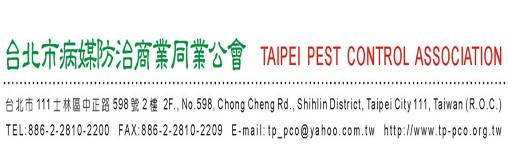 台北市病媒防治商業同業公會 TAIPEI PEST CONTROL ASSOCIATION
台北市111士林區中正路598號2樓 2F., No.598, Chong Cheng Rd., Shihlin District, Taipei City 111, Taiwan (R.O.C.)
TEL:886-2-2810-2200 FAX:886-2-2810-2209 E-mail: tp_pco@yahoo.com.tw http://www.tp-pco.org.tw